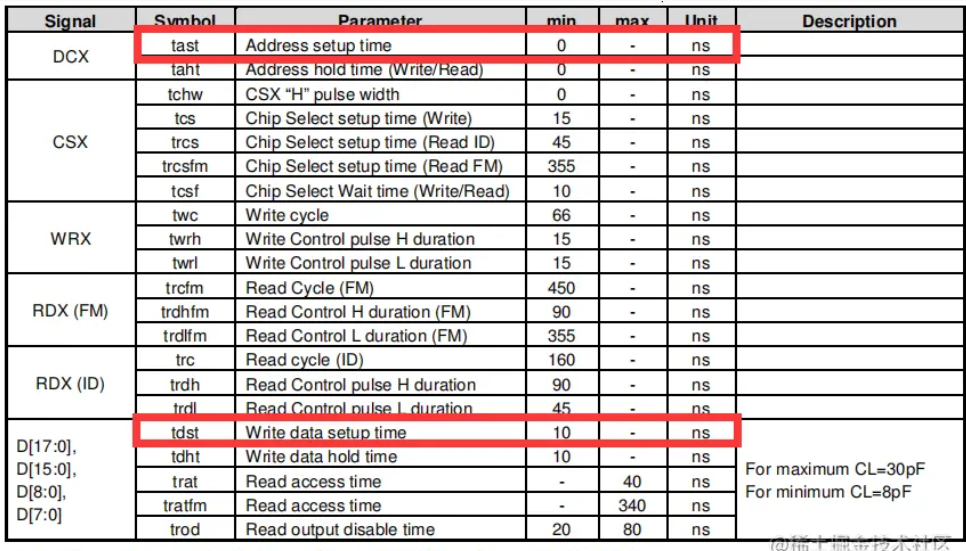 Signal Symbol Parameter min max Unit Description
DCX tast Address setup time 0 - ns
taht Address hold time (Write/Read) 0 - ns
CSX tchw CSX “H” pulse width 0 - ns
tcs Chip Select setup time (Write) 15 - ns
trcs Chip Select setup time (Read ID) 45 - ns
trcsfm Chip Select setup time (Read FM) 355 - ns
tcsf Chip Select Wait time (Write/Read) 10 - ns
WRX twc Write cycle 66 - ns
twrh Write Control pulse H duration 15 - ns
twrl Write Control pulse L duration 15 - ns
RDX (FM) trcfm Read Cycle (FM) 450 - ns
trdhfm Read Control H duration (FM) 90 - ns
trdlfm Read Control L duration (FM) 355 - ns
RDX (ID) trc Read cycle (ID) 160 - ns
trdh Read Control pulse H duration 90 - ns
trdl Read Control pulse L duration 45 - ns
D[17:0],
D[15:0],
D[8:0],
D[7:0]
tdst Write data setup time 10 - ns
tdht Write data hold time 10 - ns
trat Read access time - 40 ns
tratfm Read access time - 340 ns
trod Read output disable time 20 80 ns
For maximum CL=30pF
For minimum CL=8pF
@稀土掘金技术社区